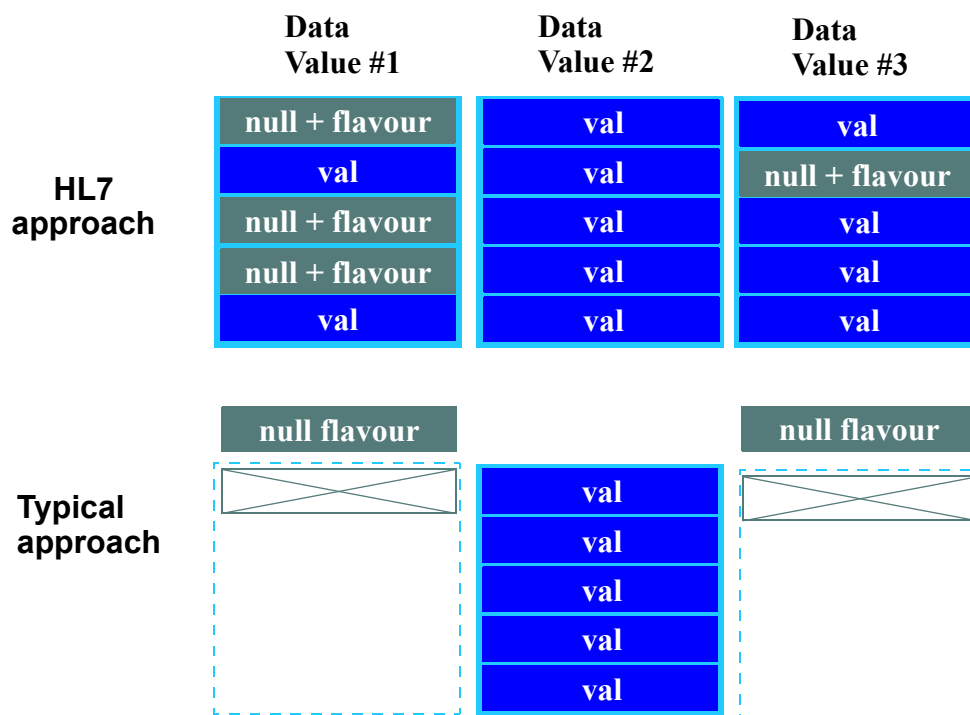 Data
Value #1
Data
Value #2
Data
Value #3
HL7
approach
null + flavour
val
null + flavour
null + flavour
val
val
val
val
val
val
val
null + flavour
val
val
val
Typical
approach
null flavour
val
val
val
val
val
null flavour